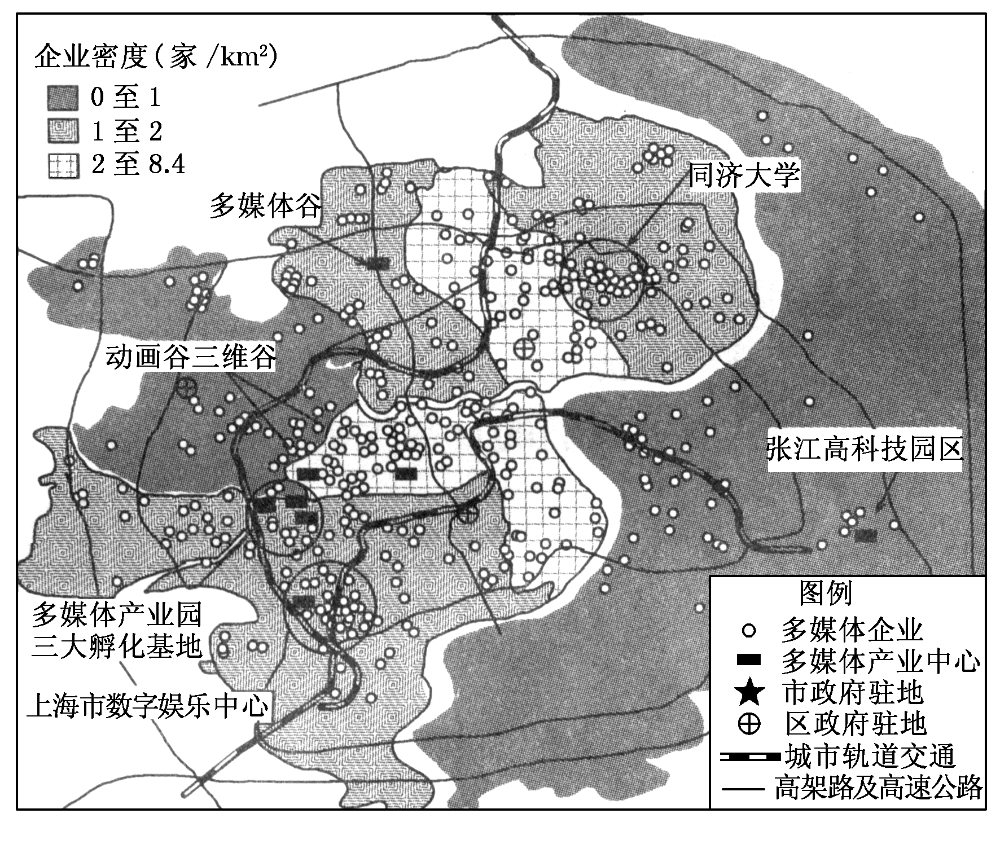 企业密度(家/km²)
0至1
1至2
2至8.4
同济大学
多媒体谷
动画谷三维谷
张江高科技园区
多媒体产业园
三大孵化基地
上海市数字娱乐中心
图例
多媒体企业
多媒体产业中心
市政府驻地
区政府驻地
城市轨道交通
高架路及高速公路